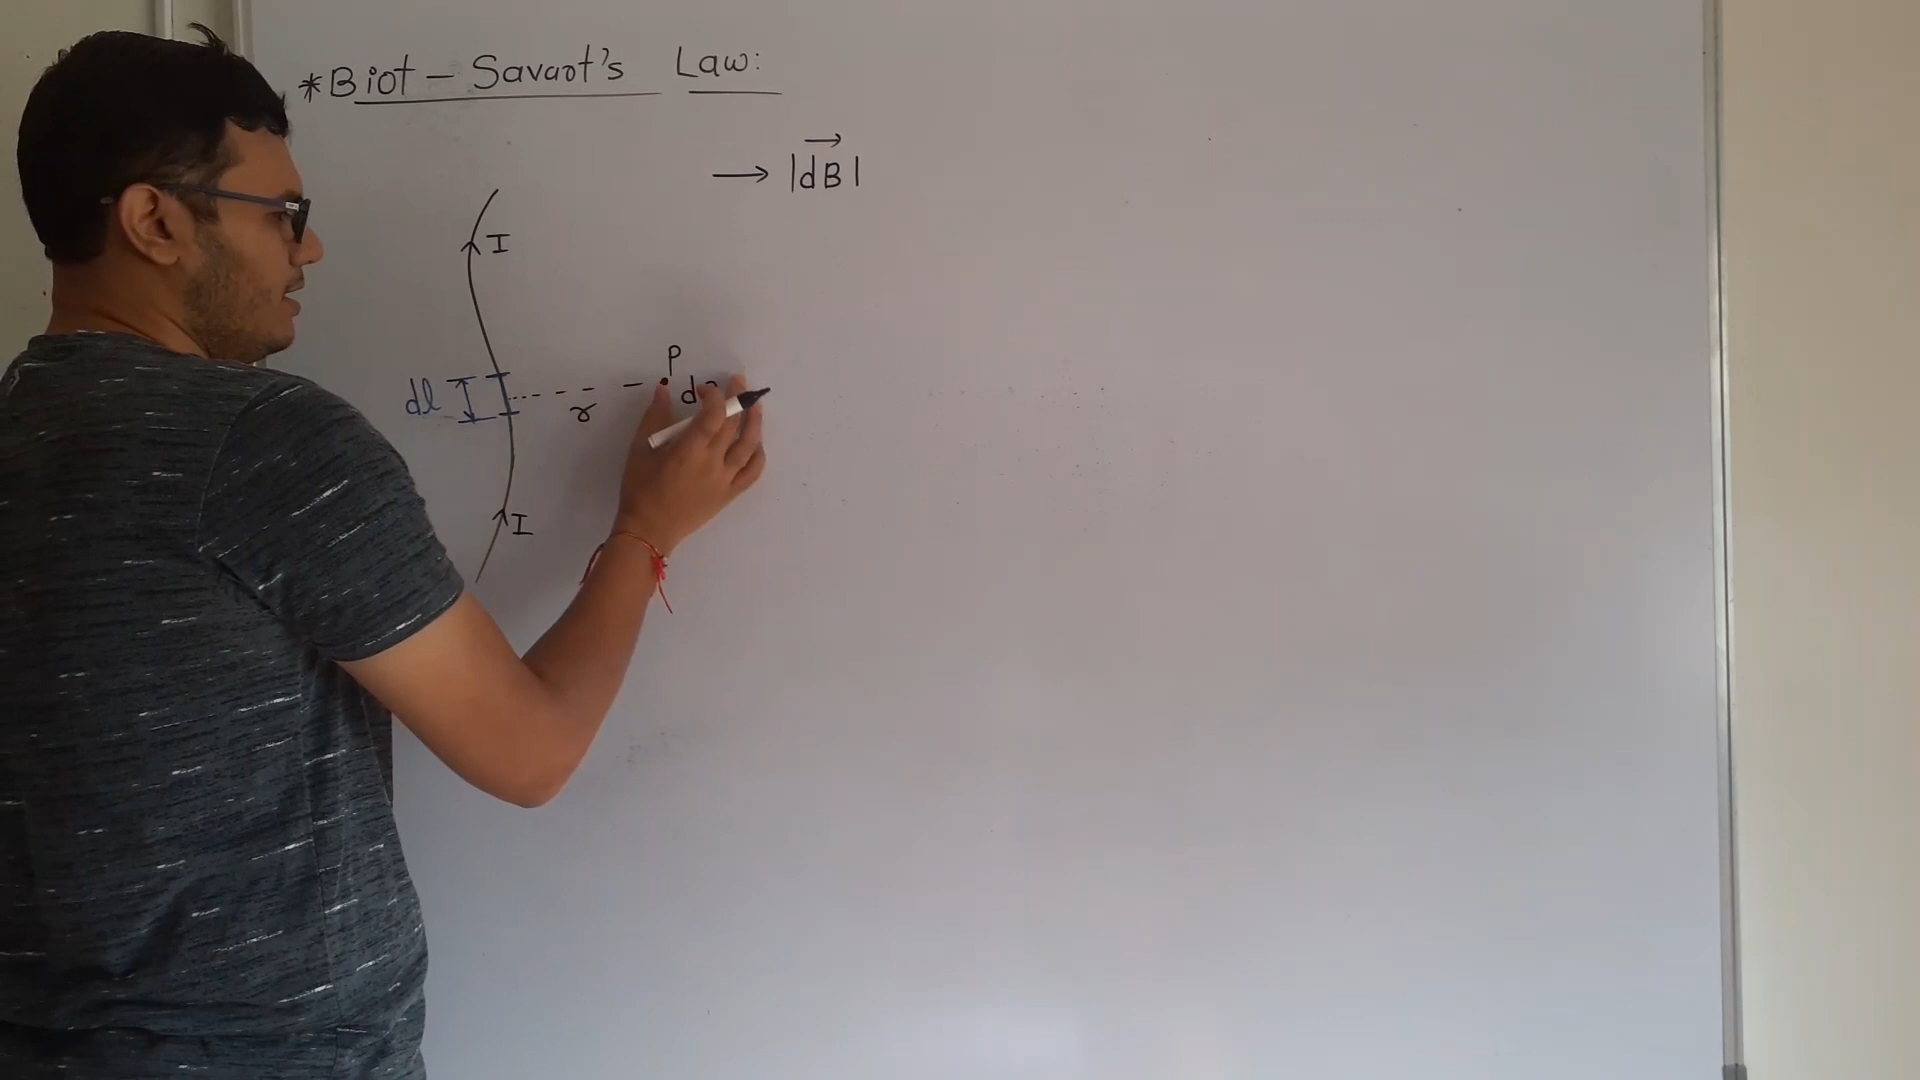 *Biot - Savart's Law:
→ |dB|
I
P
dl
r
I